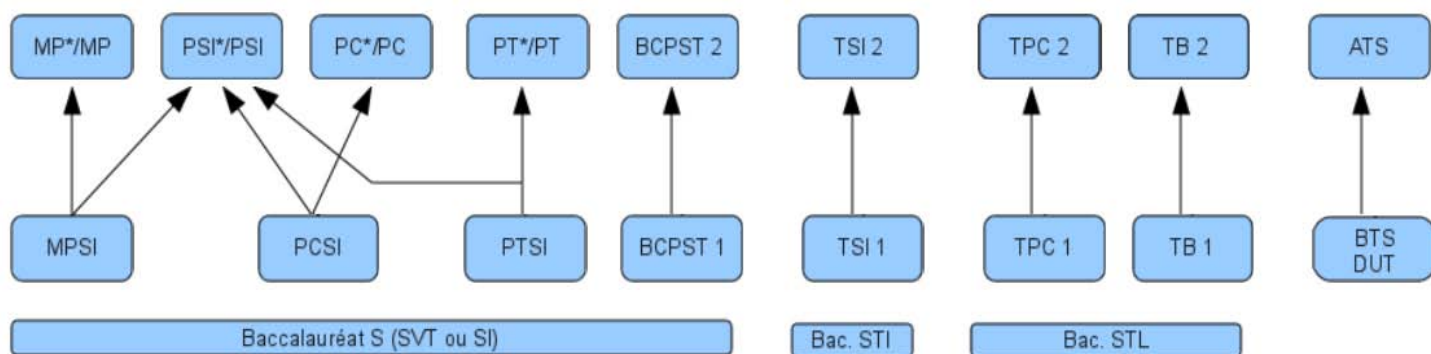 MP*/MP PSI*/PSI PC*/PC PT*/PT BCPST 2 TSI 2 TPC 2 TB 2 ATS
MPSI PCSI PTSI BCPST 1 TSI 1 TPC 1 TB 1 BTS
DUT
Baccalauréat S (SVT ou SI) Bac. STI Bac. STL